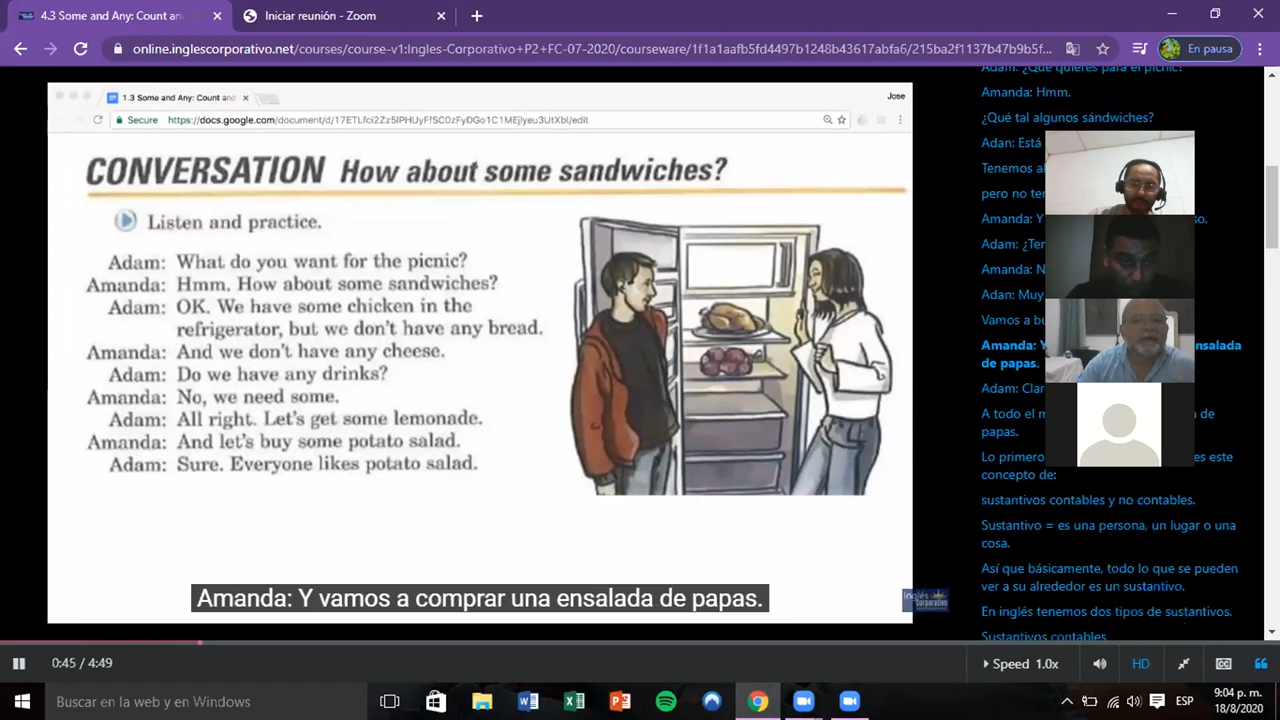 4.3 Some and Any: Count and
Iniciar reunión - Zoom
online.inglescorporativo.net/courses/course-v1:Ingles-Corporativo+P2+FC-07-2020/courseware/1f1a1aafb5fd4497b1248b43617abfa6/215ba2f1137b47b9b5f...
En pausa
1.3 Some and Any: Count and
Jose
Secure
https://docs.google.com/document/d/17ETLfci2Zz5lPHUyFfSC0zFyDGo1C1MEjlyeu3UtXbI/edit
CONVERSATION How about some sandwiches?
Listen and practice.
Adam: What do you want for the picnic?
Amanda: Hmm. How about some sandwiches?
Adam: OK. We have some chicken in the
refrigerator, but we don't have any bread.
Amanda: And we don't have any cheese.
Adam: Do we have any drinks?
Amanda: No, we need some.
Adam: All right. Let's get some lemonade.
Amanda: And let's buy some potato salad.
Adam: Sure. Everyone likes potato salad.
Amanda: Y vamos a comprar una ensalada de papas.
Inglés
Corporativo
Adam: ¿Que quieres para el picnic?
Amanda: Hmm.
¿Qué tal algunos sándwiches?
Adan: Está
Tenemos
pero no
Amanda: Y
Adam:
Amanda:
Adan: Muy
Vamos a
Amanda: ensalada
de papas.
Adam:
A todo el de
papas.
Lo primero es este
concepto de:
sustantivos contables y no contables.
Sustantivo = es una persona, un lugar o una
cosa.
Así que básicamente, todo lo que se pueden
ver a su alrededor es un sustantivo.
En inglés tenemos dos tipos de sustantivos.
Sustantivos contables
0:45 / 4:49
Speed 1.0x
HD
Buscar en la web y en Windows
ESP
9:04 p. m.
18/8/2020